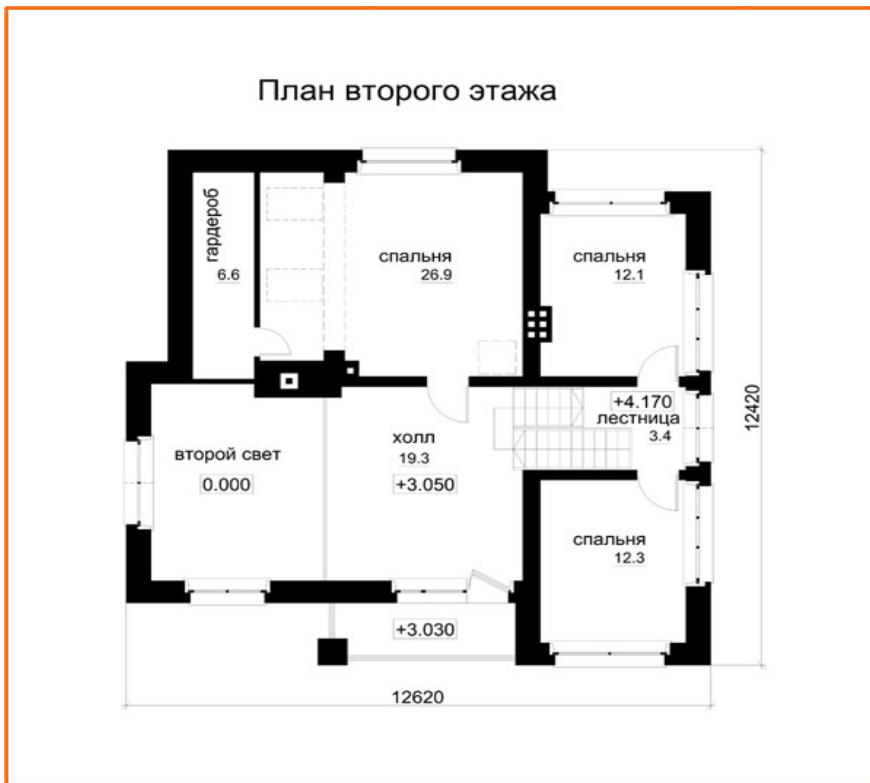 План второго этажа
гардероб
6.6
спальня
26.9
спальня
12.1
+4.170
лестница
3.4
12420
второй свет
0.000
холл
19.3
+3.050
спальня
12.3
+3.030
12620